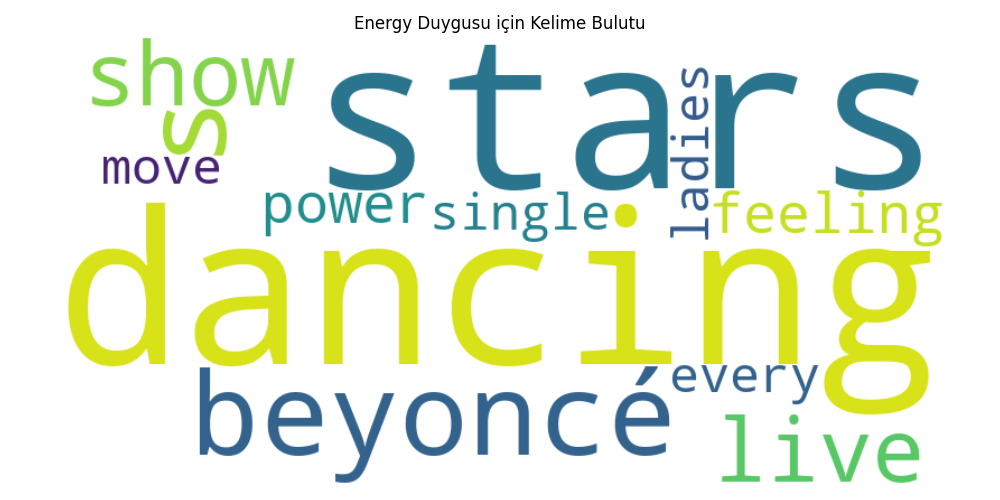 Energy Duygusu için Kelime Bulutu
show
stars
s
ladies
move
power
single
feeling
dancing
beyoncé
every
live